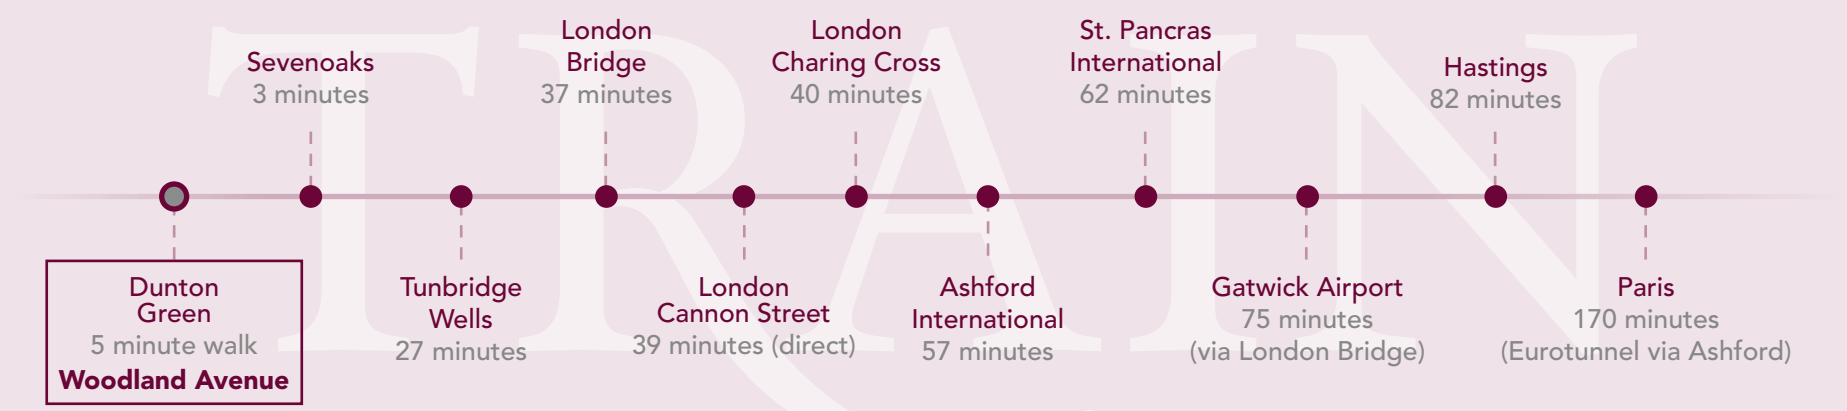 TRAIN
Sevenoaks
3 minutes
London
Bridge
37 minutes
London
Charing Cross
40 minutes
St. Pancras
International
62 minutes
Hastings
82 minutes
Dunton
Green
5 minute walk
Woodland Avenue
Tunbridge
Wells
27 minutes
London
Cannon Street
39 minutes (direct)
Ashford
International
57 minutes
Gatwick Airport
75 minutes
(via London Bridge)
Paris
170 minutes
(Eurotunnel via Ashford)